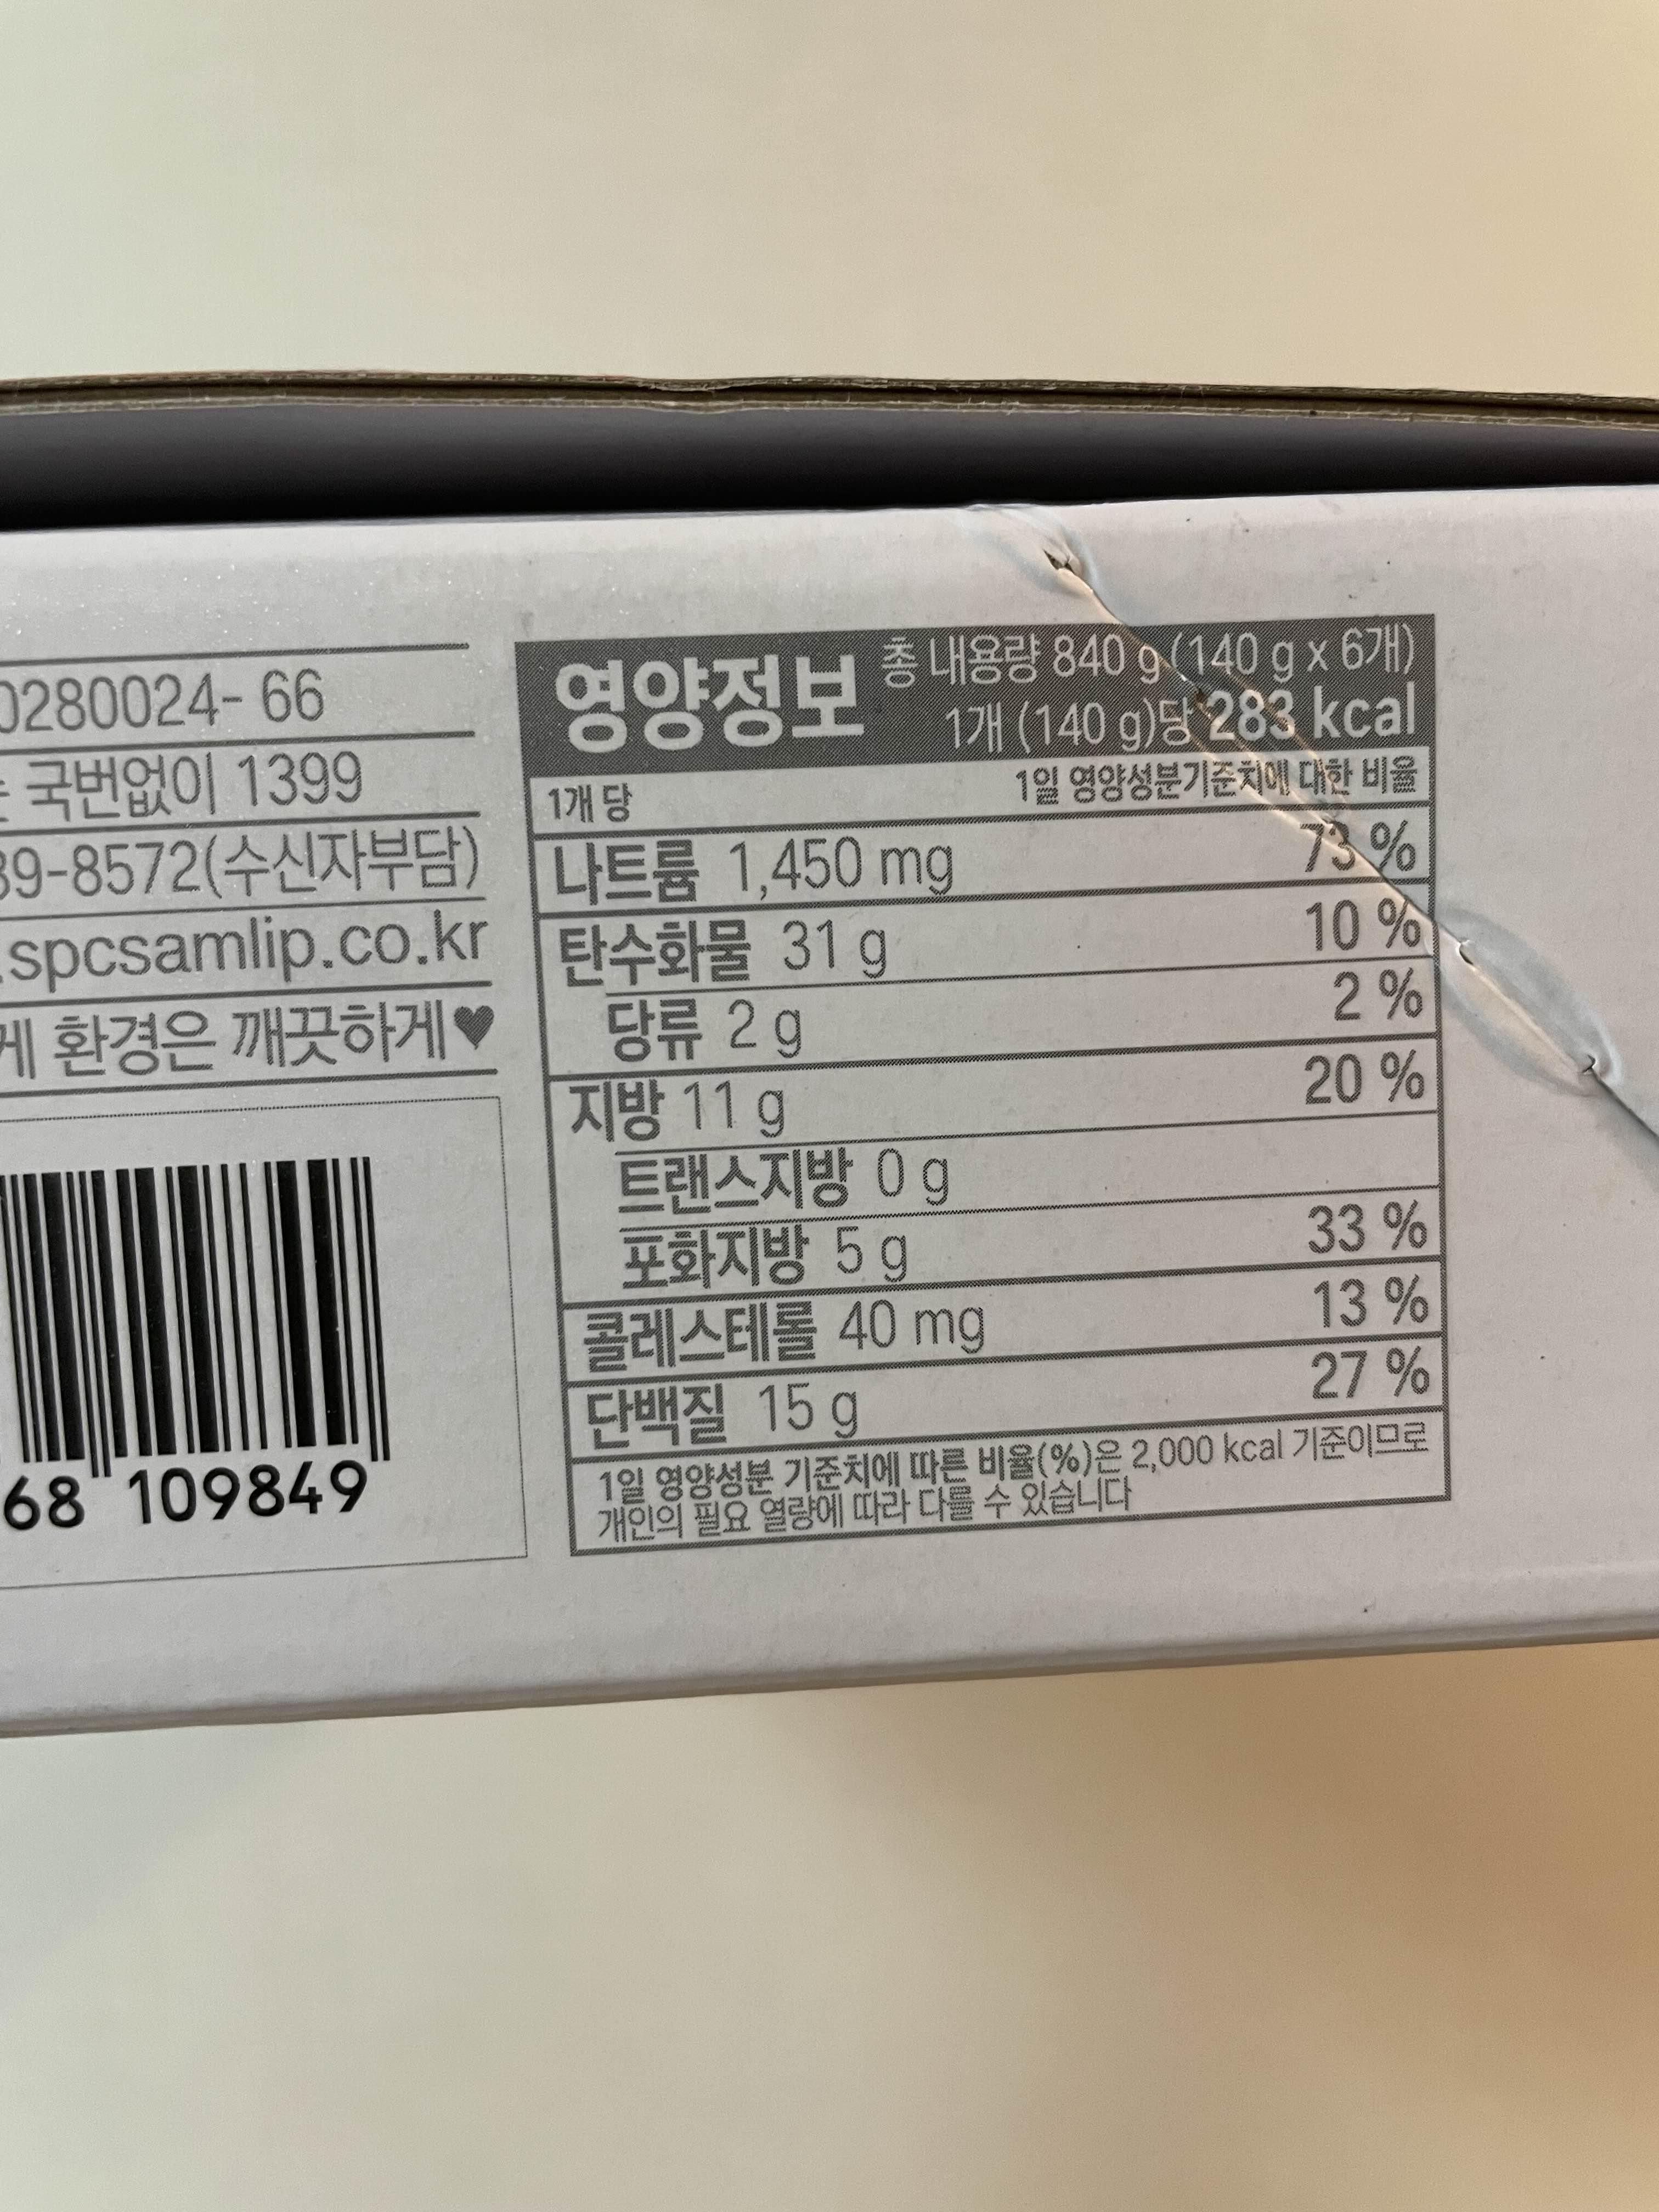 0280024- 66
국번없이 1399
39-8572(수신자부담)
.spcsamlip.co.kr
게 환경은 깨끗하게♥
68 109849
영양정보
총 내용량 840 g (140 g x 6개)
1개 (140 g)당 283 kcal
1개 당 1일 영양성분기준치에 대한 비율
나트륨 1,450 mg 73 %
탄수화물 31 g 10 %
당류 2 g 2 %
지방 11 g 20 %
트랜스지방 0 g
포화지방 5 g 33 %
콜레스테롤 40 mg 13 %
단백질 15 g 27 %
1일 영양성분 기준치에 따른 비율(%)은 2,000 kcal 기준이므로
개인의 필요 열량에 따라 다를 수 있습니다